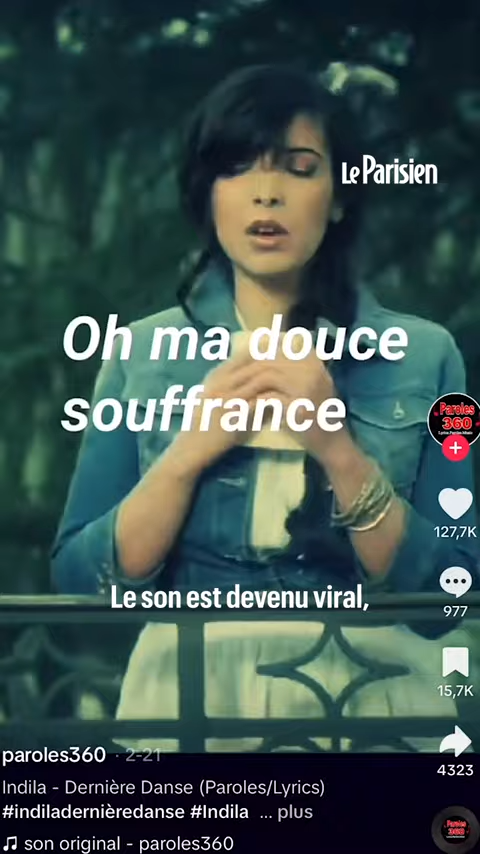 Le Parisien
Oh ma douce
souffrance
Paroles
360
127,7K
Le son est devenu viral,
977
15,7K
paroles360 · 2-21
4323
Indila - Dernière Danse (Paroles/Lyrics)
#indiladernièredanse #Indila ... plus
son original - paroles360